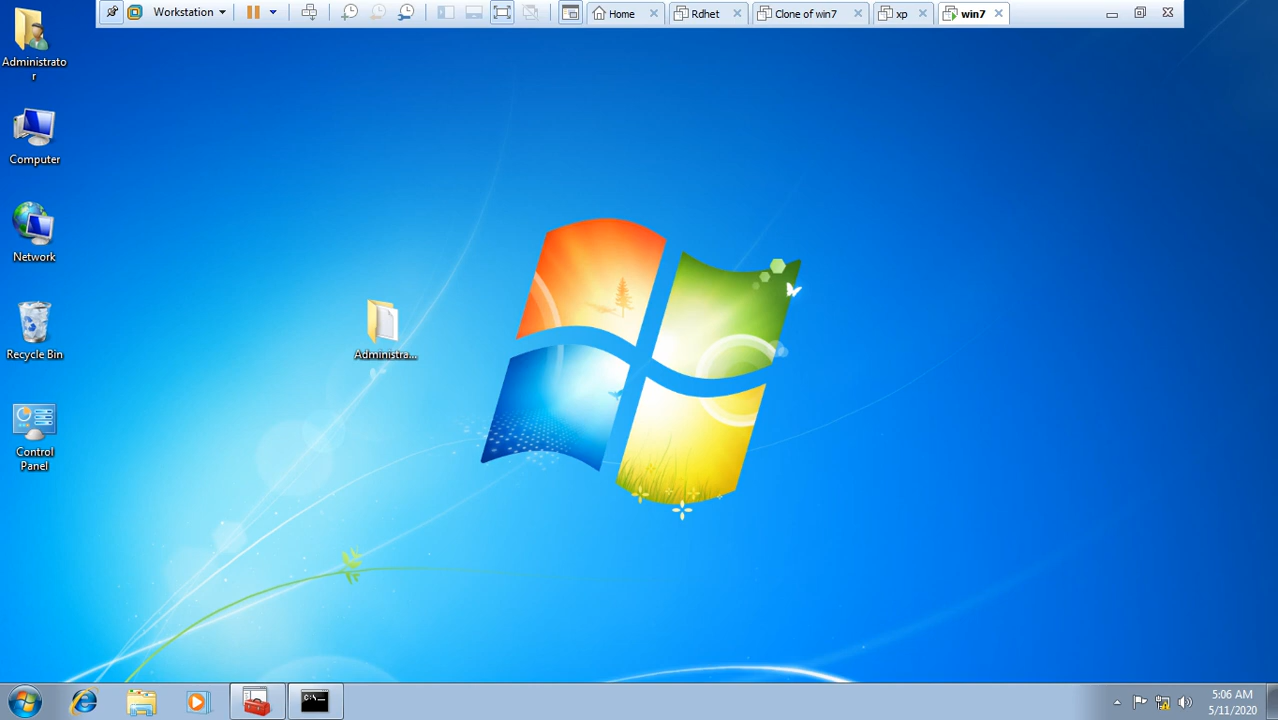 Workstation
Home
Rdhet
Clone of win7
xp
win7
Administrato
r
Computer
Network
Recycle Bin
Control
Panel
Administra...
C:\_
5:06 AM
5/11/2020